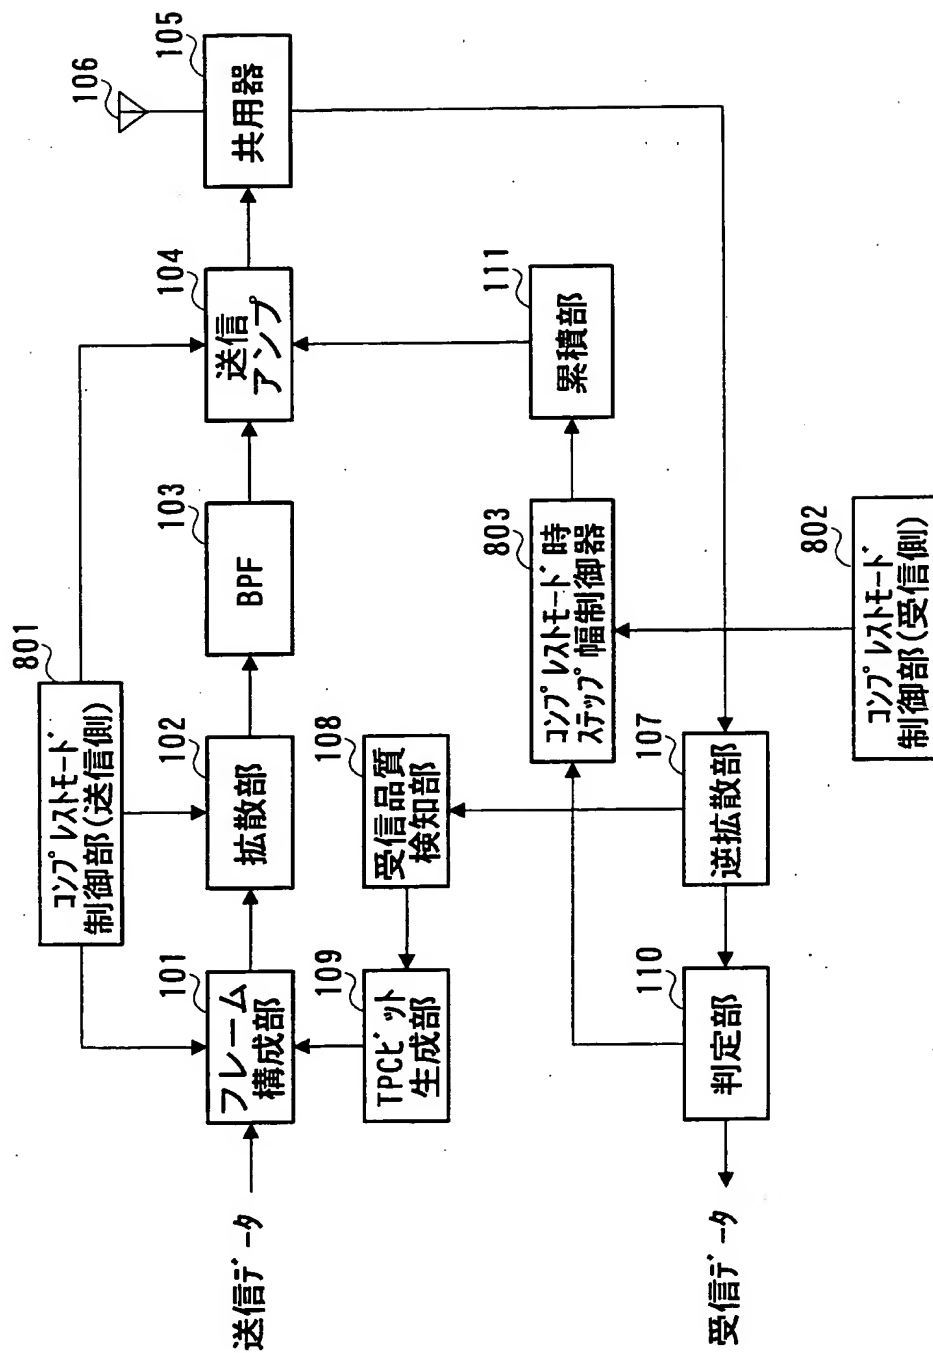 801
コンプレストモード
制御部(送信側)
送信データ
101
フレーム
構成部
102
拡散部
103
BPF
104
送信
アンプ
105
共用器
106
109
TPCビット
生成部
108
受信品質
検知部
803
コンプレストモード時
ステップ幅制御器
111
累積部
受信データ
110
判定部
107
逆拡散部
802
コンプレストモード
制御部(受信側)